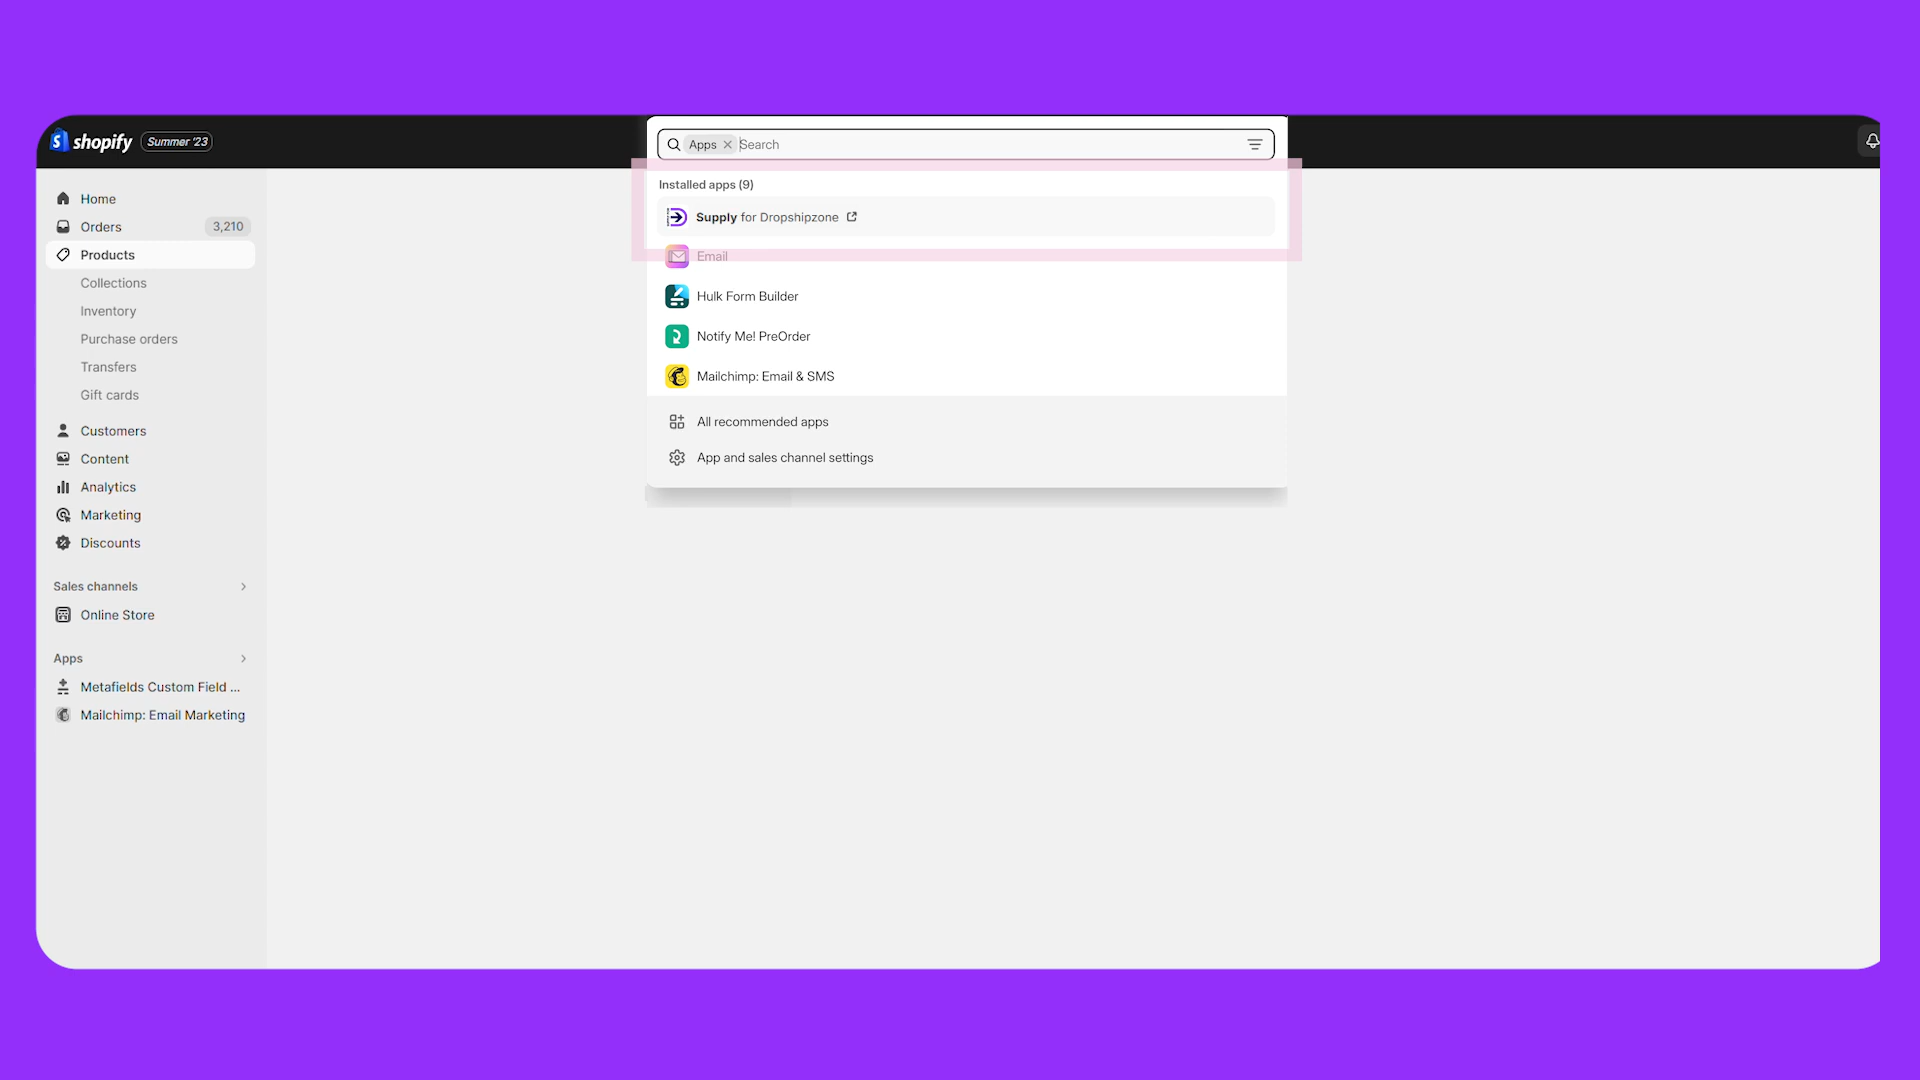 shopify Summer '23
Apps Search
Home
Orders 3,210
Products
Collections
Inventory
Purchase orders
Transfers
Gift cards
Customers
Content
Analytics
Marketing
Discounts
Sales channels
Online Store
Apps
Metafields Custom Field ...
Mailchimp: Email Marketing
Installed apps (9)
Supply for Dropshipzone
Email
Hulk Form Builder
Notify Me! PreOrder
Mailchimp: Email & SMS
All recommended apps
App and sales channel settings